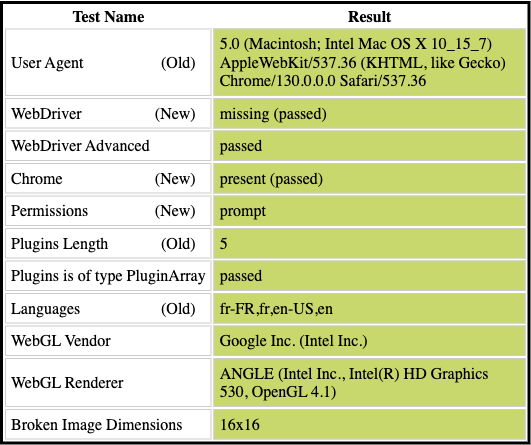 Test Name Result
User Agent (Old) 5.0 (Macintosh; Intel Mac OS X 10_15_7)
AppleWebKit/537.36 (KHTML, like Gecko)
Chrome/130.0.0.0 Safari/537.36
WebDriver (New) missing (passed)
WebDriver Advanced passed
Chrome (New) present (passed)
Permissions (New) prompt
Plugins Length (Old) 5
Plugins is of type PluginArray passed
Languages (Old) fr-FR,fr,en-US,en
WebGL Vendor Google Inc. (Intel Inc.)
WebGL Renderer ANGLE (Intel Inc., Intel(R) HD Graphics
530, OpenGL 4.1)
Broken Image Dimensions 16x16